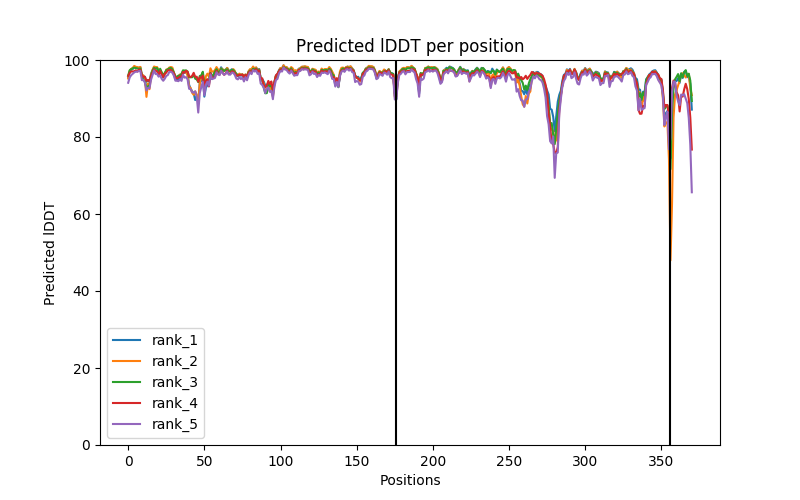 Predicted lDDT per position
Predicted lDDT
100
80
60
40
20
0
rank_1
rank_2
rank_3
rank_4
rank_5
0 50 100 150 200 250 300 350
Positions